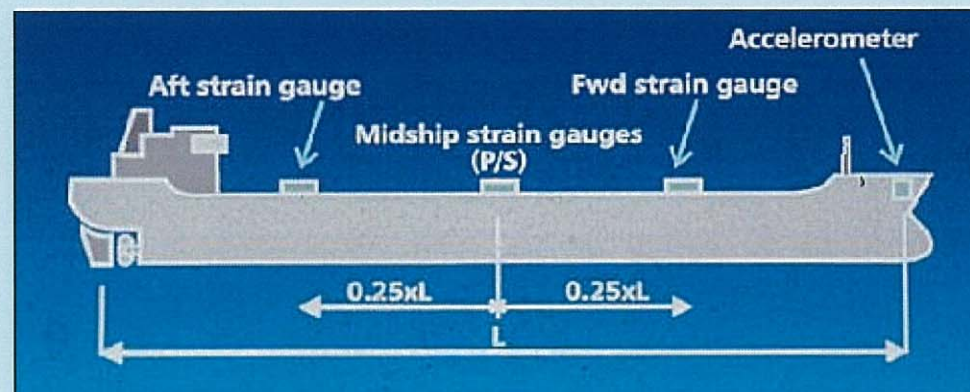 Accelerometer
Aft strain gauge
Fwd strain gauge
Midship strain gauges
(P/S)
0.25xL
0.25xL
L